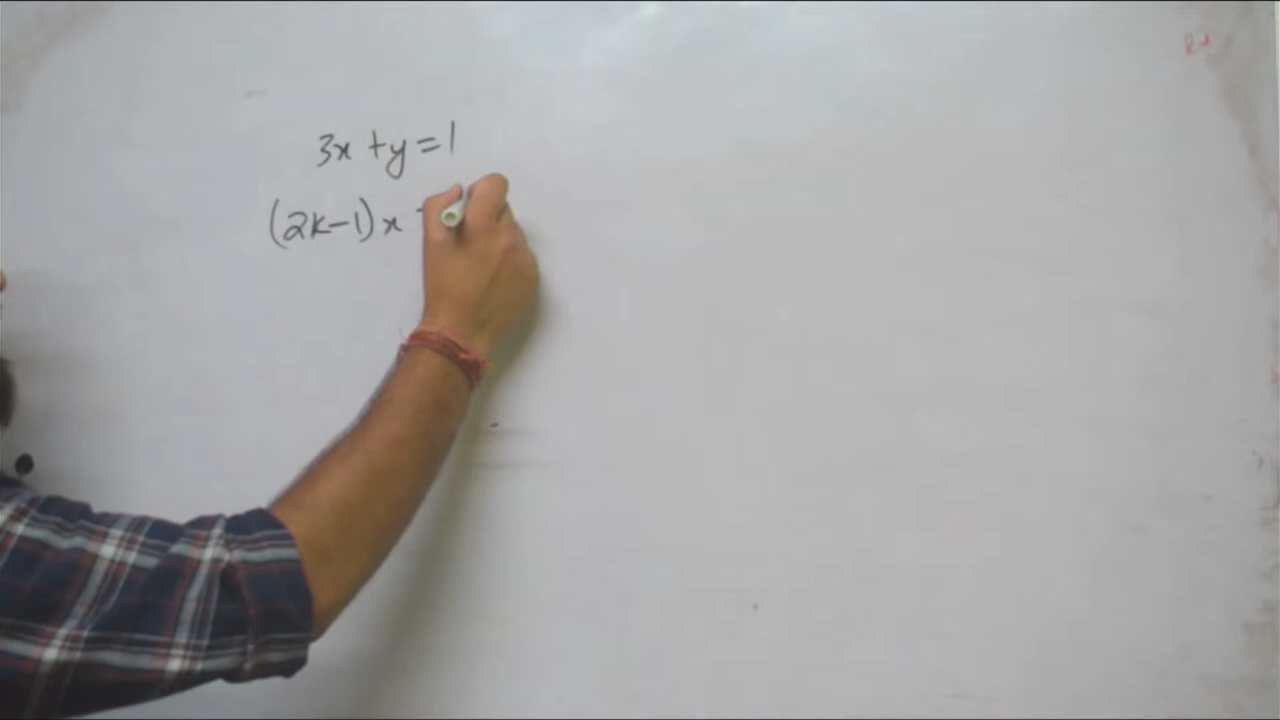 3x + y = 1
(2k-1)x